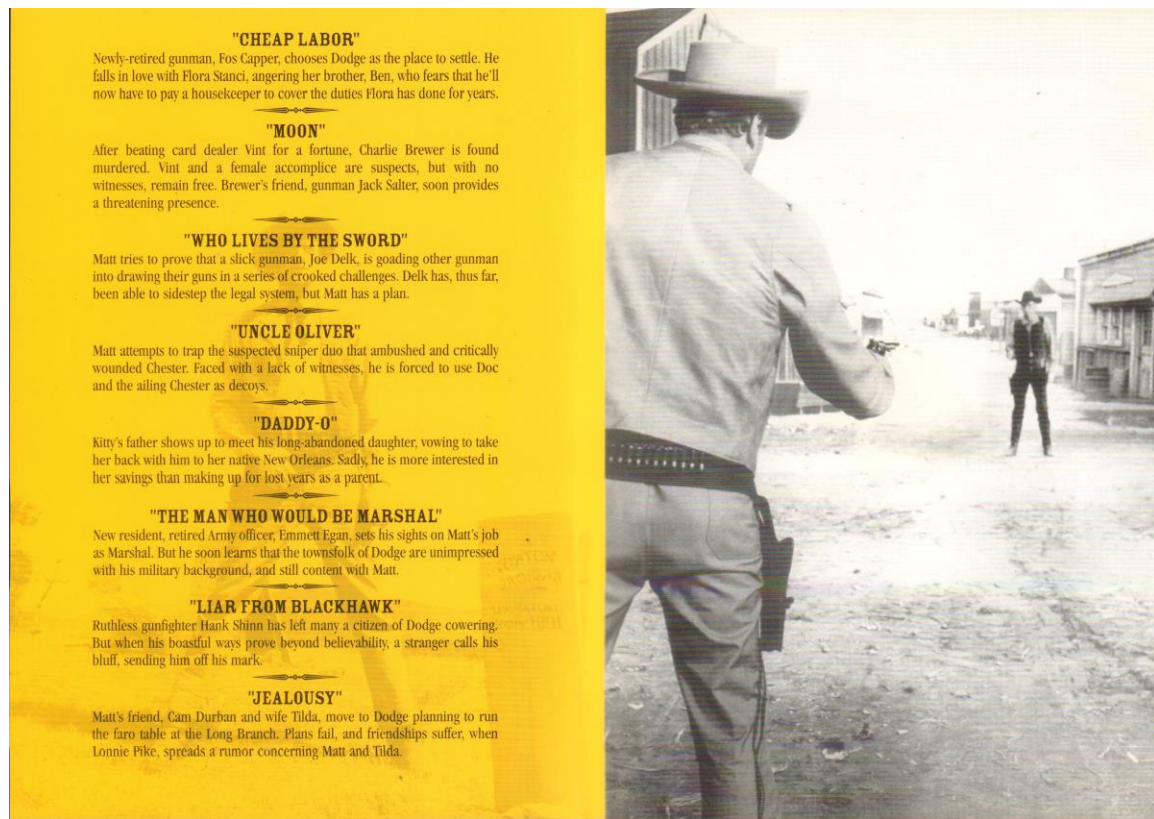 "CHEAP LABOR"
Newly-retired gunman, Fos Capper, chooses Dodge as the place to settle. He
falls in love with Flora Stanci, angering her brother, Ben, who fears that he'll
now have to pay a housekeeper to cover the duties Flora has done for years.
"MOON"
After beating card dealer Vint for a fortune, Charlie Brewer is found
murdered. Vint and a female accomplice are suspects, but with no
witnesses, remain free. Brewer's friend, gunman Jack Salter, soon provides
a threatening presence.
"WHO LIVES BY THE SWORD"
Matt tries to prove that a slick gunman, Joe Delk, is goading other gunman
into drawing their guns in a series of crooked challenges. Delk has, thus far,
been able to sidestep the legal system, but Matt has a plan.
"UNCLE OLIVER"
Matt attempts to trap the suspected sniper duo that ambushed and critically
wounded Chester. Faced with a lack of witnesses, he is forced to use Doc
and the ailing Chester as decoys.
"DADDY-O"
Kitty's father shows up to meet his long-abandoned daughter, vowing to take
her back with him to her native New Orleans. Sadly, he is more interested in
her savings than making up for lost years as a parent.
"THE MAN WHO WOULD BE MARSHAL"
New resident, retired Army officer, Emmett Egan, sets his sights on Matt's job
as Marshal. But he soon learns that the townsfolk of Dodge are unimpressed
with his military background, and still content with Matt.
"LIAR FROM BLACKHAWK"
Ruthless gunfighter Hank Shinn has left many a citizen of Dodge cowering.
But when his boastful ways prove beyond believability, a stranger calls his
bluff, sending him off his mark.
"JEALOUSY"
Matt's friend, Cam Durban and wife Tilda, move to Dodge planning to run
the faro table at the Long Branch. Plans fail, and friendships suffer, when
Lonnie Pike, spreads a rumor concerning Matt and Tilda.